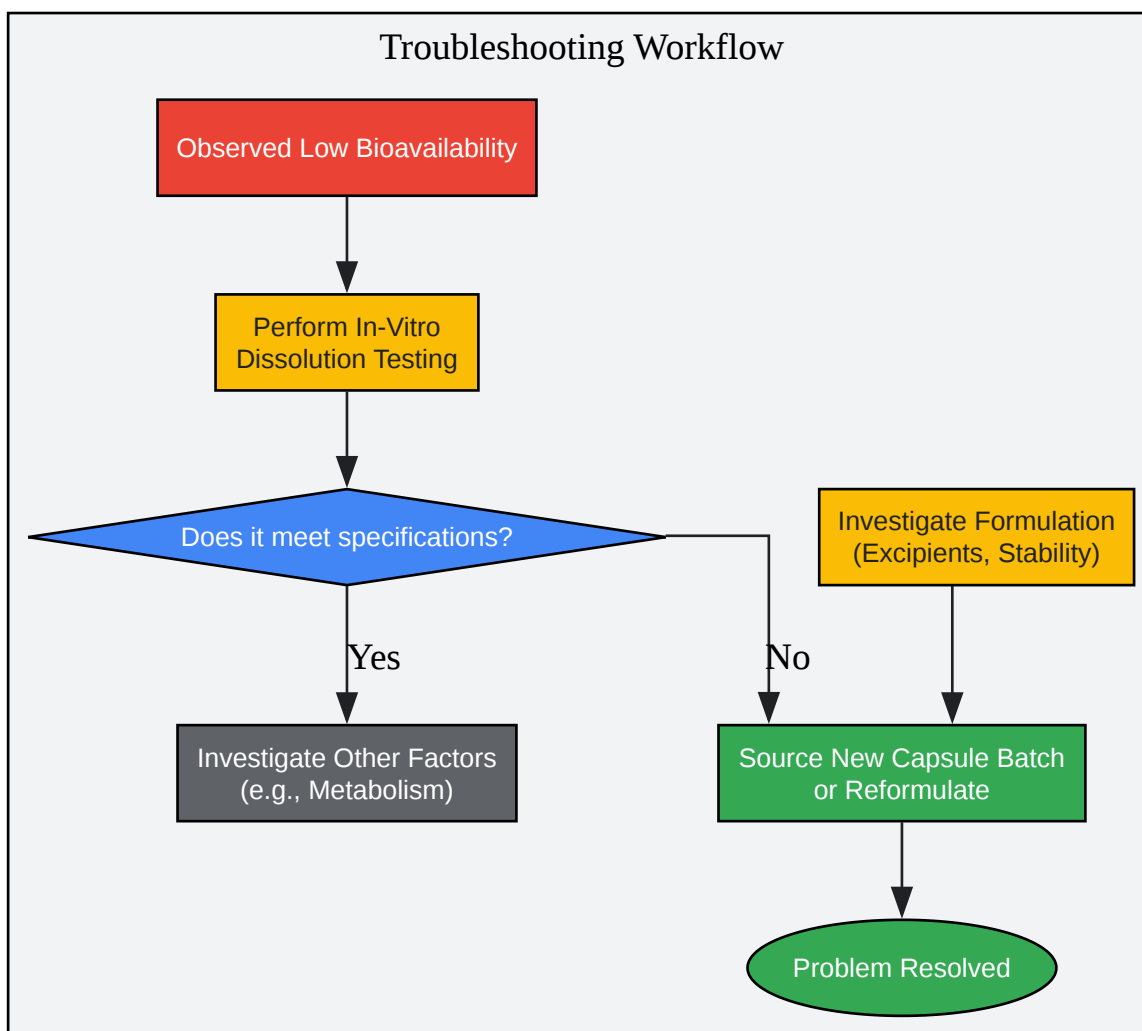 Troubleshooting Workflow
Observed Low Bioavailability
Perform In-Vitro
Dissolution Testing
Does it meet specifications?
Investigate Formulation
(Excipients, Stability)
Yes
No
Investigate Other Factors
(e.g., Metabolism)
Source New Capsule Batch
or Reformulate
Problem Resolved